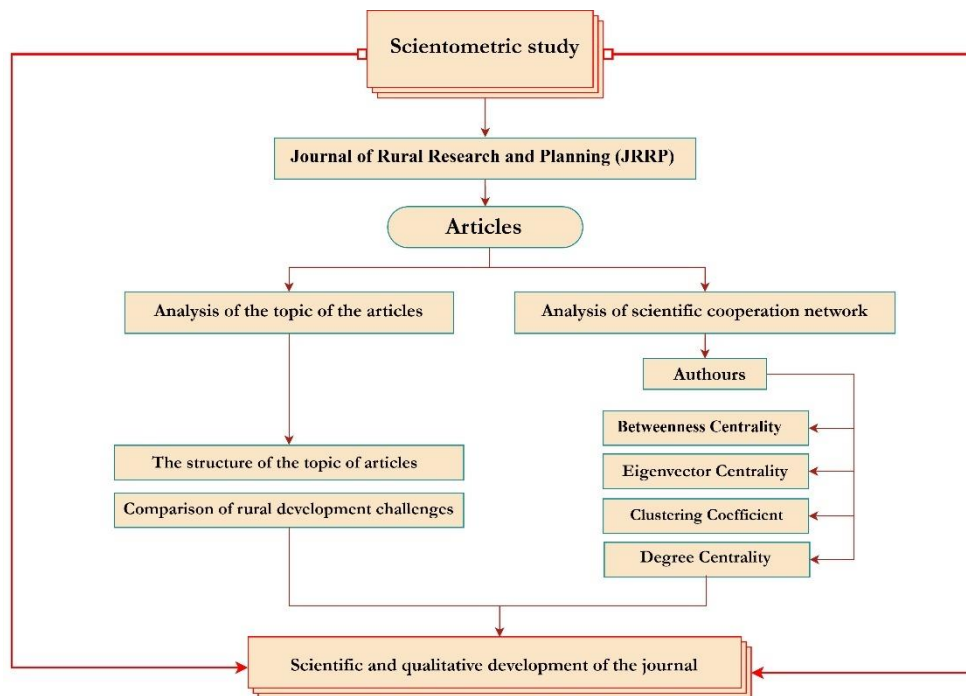 Scientometric study
Journal of Rural Research and Planning (JRRP)
Articles
Analysis of the topic of the articles
Analysis of scientific cooperation network
Authours
Betweenness Centrality
The structure of the topic of articles
Eigenvector Centrality
Comparison of rural development challenges
Clustering Coefficient
Degree Centrality
Scientific and qualitative development of the journal